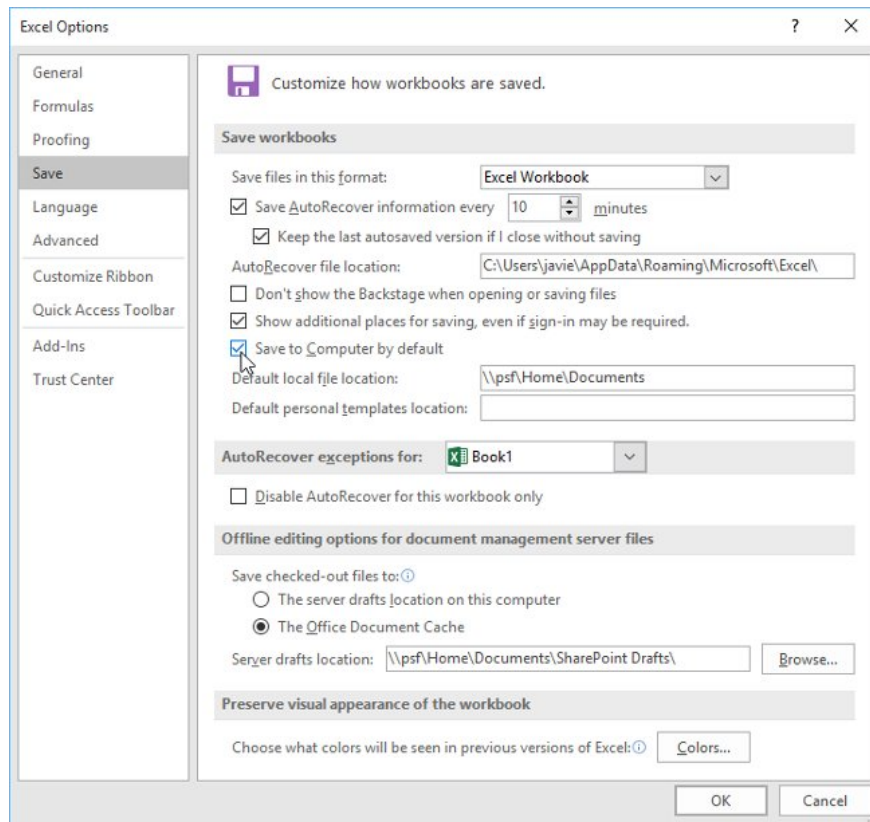 Excel Options
?
General
Formulas
Proofing
Save
Language
Advanced
Customize Ribbon
Quick Access Toolbar
Add-Ins
Trust Center
Customize how workbooks are saved.
Save workbooks
Save files in this format: Excel Workbook
Save AutoRecover information every 10 minutes
Keep the last autosaved version if I close without saving
AutoRecover file location: C:\Users\javie\AppData\Roaming\Microsoft\Excel\
Don't show the Backstage when opening or saving files
Show additional places for saving, even if sign-in may be required.
Save to Computer by default
Default local file location: \\psf\Home\Documents
Default personal templates location:
AutoRecover exceptions for: Book1
Disable AutoRecover for this workbook only
Offline editing options for document management server files
Save checked-out files to:
The server drafts location on this computer
The Office Document Cache
Server drafts location: \\psf\Home\Documents\SharePoint Drafts\ Browse...
Preserve visual appearance of the workbook
Choose what colors will be seen in previous versions of Excel: Colors...
OK Cancel